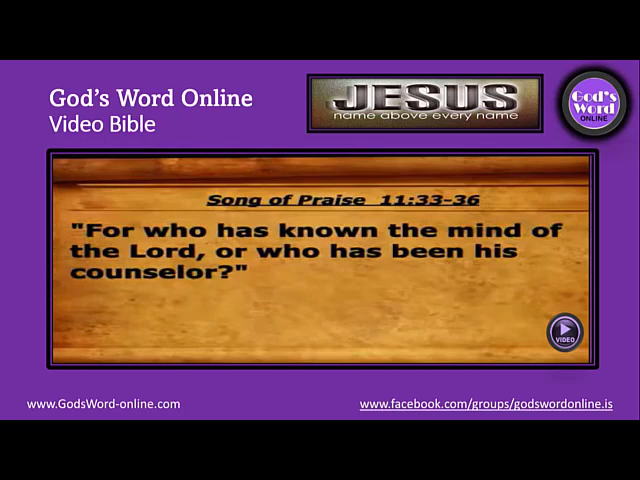 God's Word Online
Video Bible
JESUS
name above every name
God's
Word
ONLINE
Song of Praise 11:33-36
"For who has known the mind of
the Lord, or who has been his
counselor?"
VIDEO
www.GodsWord-online.com
www.facebook.com/groups/godswordonline.is